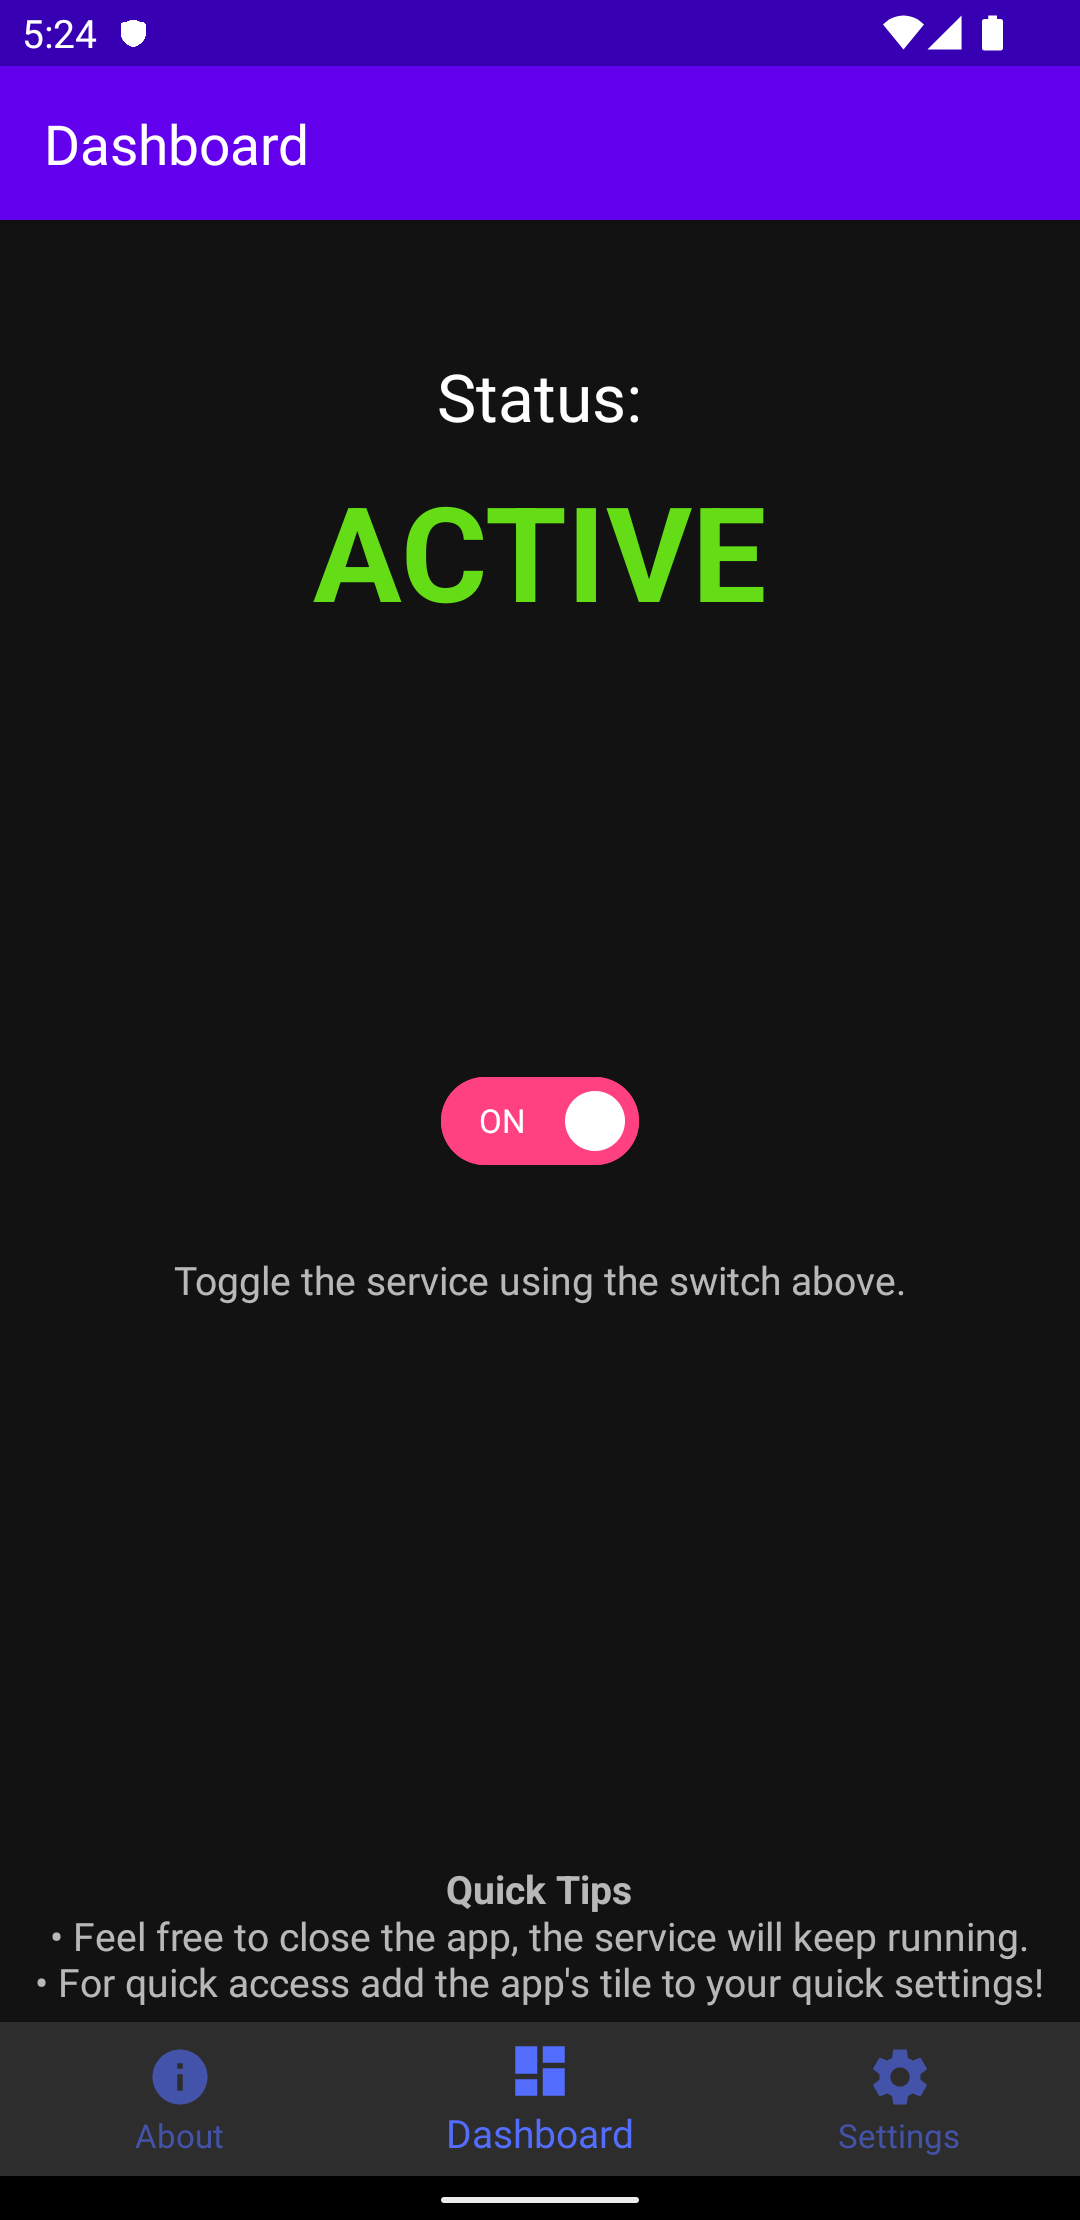 5:24
Dashboard
Status:
ACTIVE
ON
Toggle the service using the switch above.
Quick Tips
• Feel free to close the app, the service will keep running.
• For quick access add the app's tile to your quick settings!
About
Dashboard
Settings